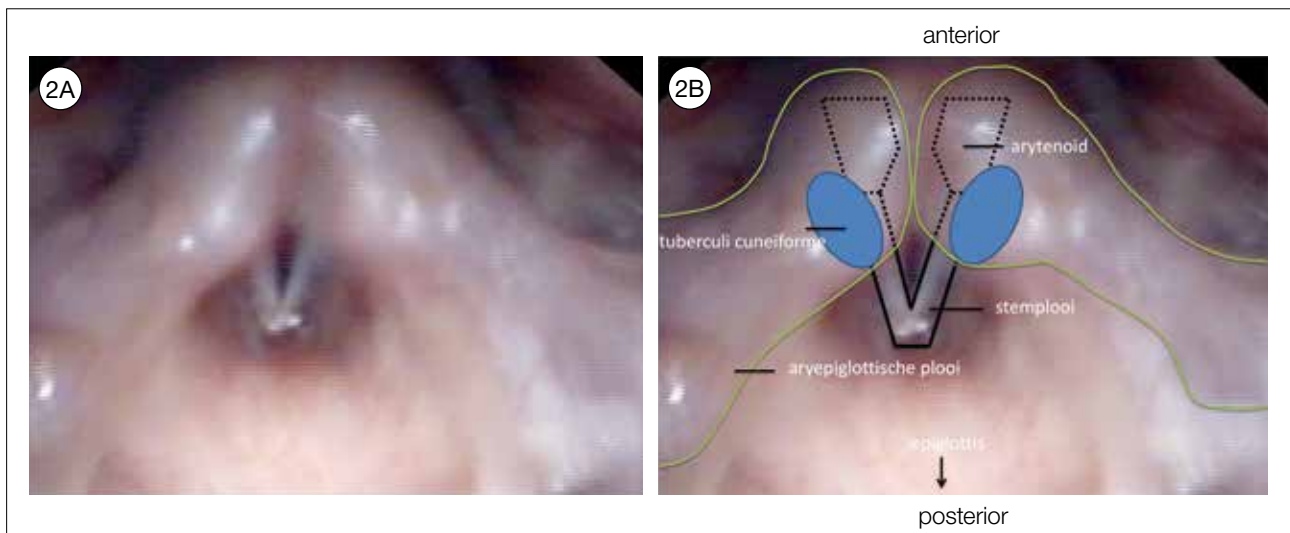 anterior
2A
2B
arytenoid
tuberculi cuneiforme
stemplooi
aryepiglottische plooi
epiglottis
posterior